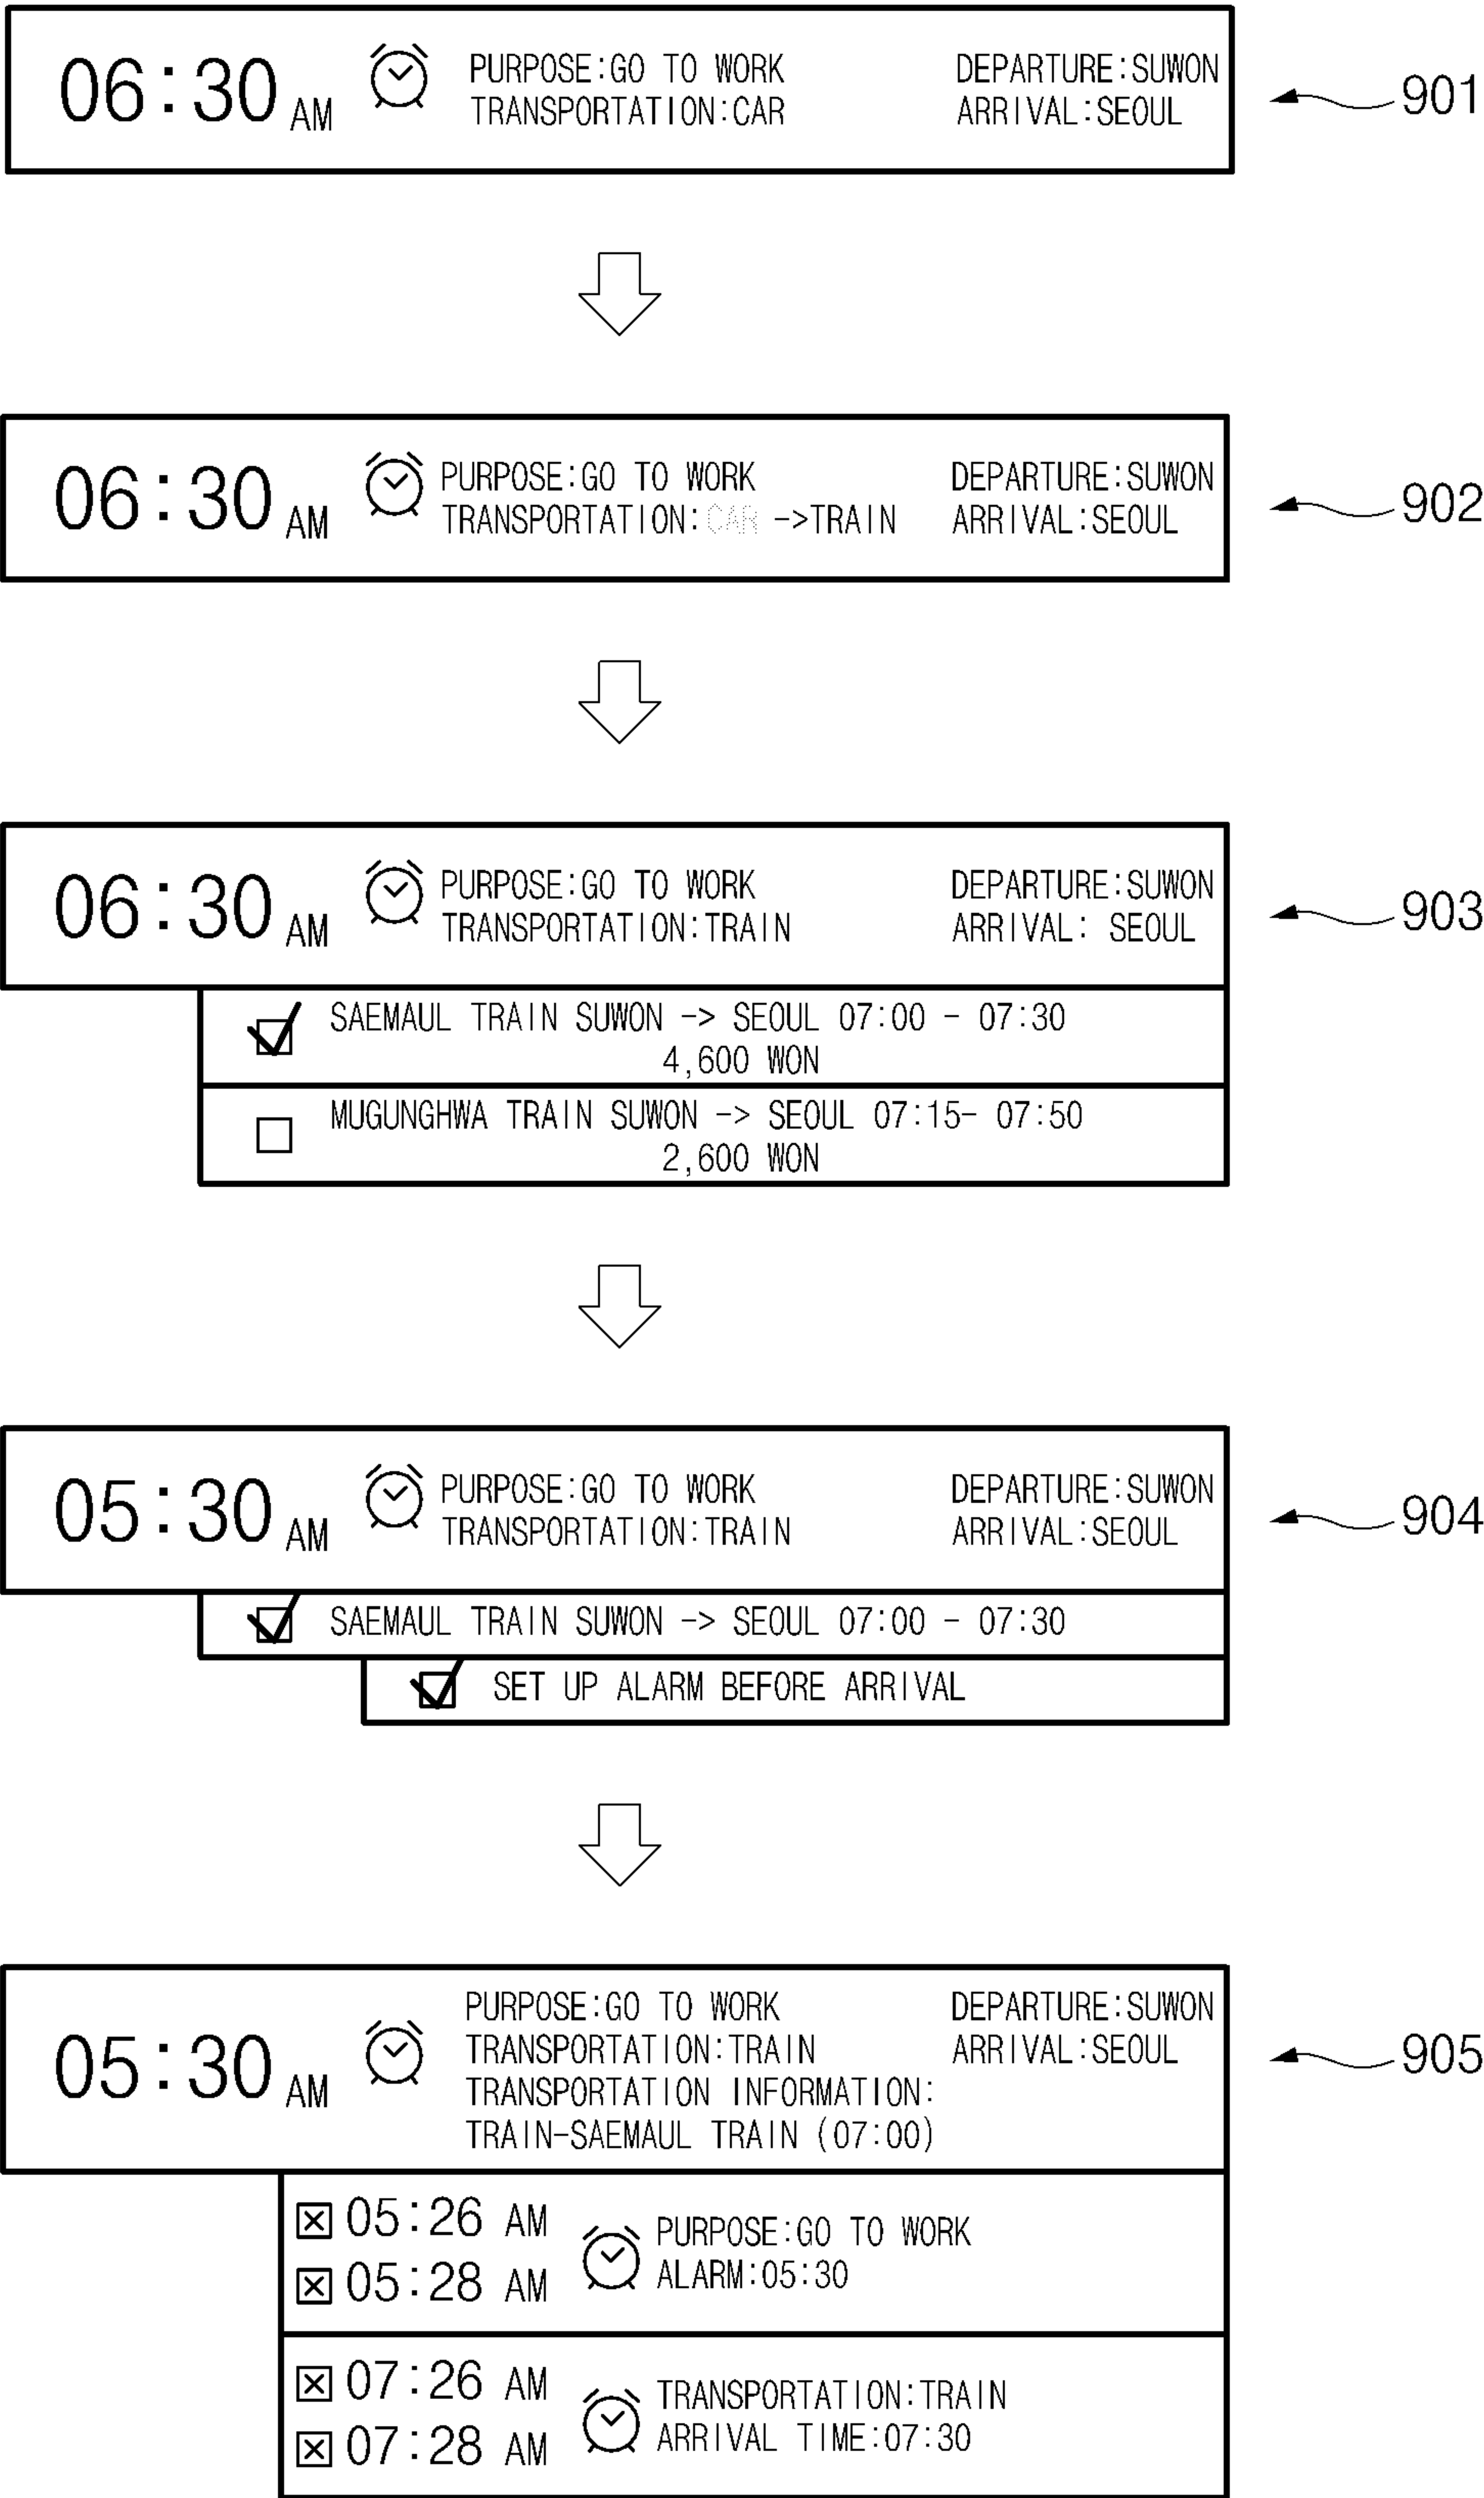 06:30 AM PURPOSE:GO TO WORK DEPARTURE:SUWON
TRANSPORTATION:CAR ARRIVAL:SEOUL
901
06:30 AM PURPOSE:GO TO WORK DEPARTURE:SUWON
TRANSPORTATION:CAR ->TRAIN ARRIVAL:SEOUL
902
06:30 AM PURPOSE:GO TO WORK DEPARTURE:SUWON
TRANSPORTATION:TRAIN ARRIVAL: SEOUL
903
SAEMAUL TRAIN SUWON -> SEOUL 07:00 - 07:30
4,600 WON
MUGUNGHWA TRAIN SUWON -> SEOUL 07:15- 07:50
2,600 WON
05:30 AM PURPOSE:GO TO WORK DEPARTURE:SUWON
TRANSPORTATION:TRAIN ARRIVAL:SEOUL
904
SAEMAUL TRAIN SUWON -> SEOUL 07:00 - 07:30
SET UP ALARM BEFORE ARRIVAL
05:30 AM PURPOSE:GO TO WORK DEPARTURE:SUWON
TRANSPORTATION:TRAIN ARRIVAL:SEOUL
TRANSPORTATION INFORMATION:
TRAIN-SAEMAUL TRAIN (07:00)
905
05:26 AM PURPOSE:GO TO WORK
05:28 AM ALARM:05:30
07:26 AM TRANSPORTATION:TRAIN
07:28 AM ARRIVAL TIME:07:30